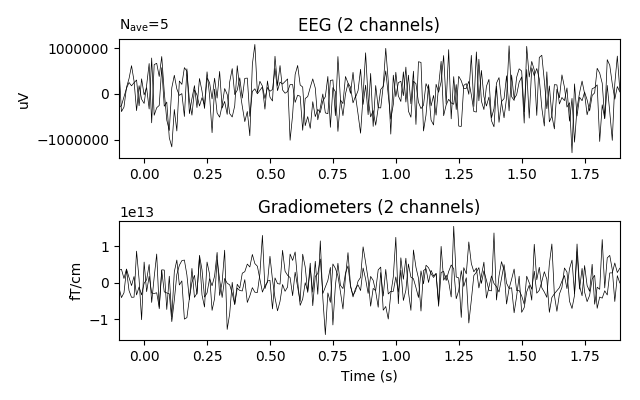 N_ave=5
EEG (2 channels)
1000000
0
−1000000
uV
0.00 0.25 0.50 0.75 1.00 1.25 1.50 1.75
1e13
Gradiometers (2 channels)
1
0
−1
fT/cm
0.00 0.25 0.50 0.75 1.00 1.25 1.50 1.75
Time (s)